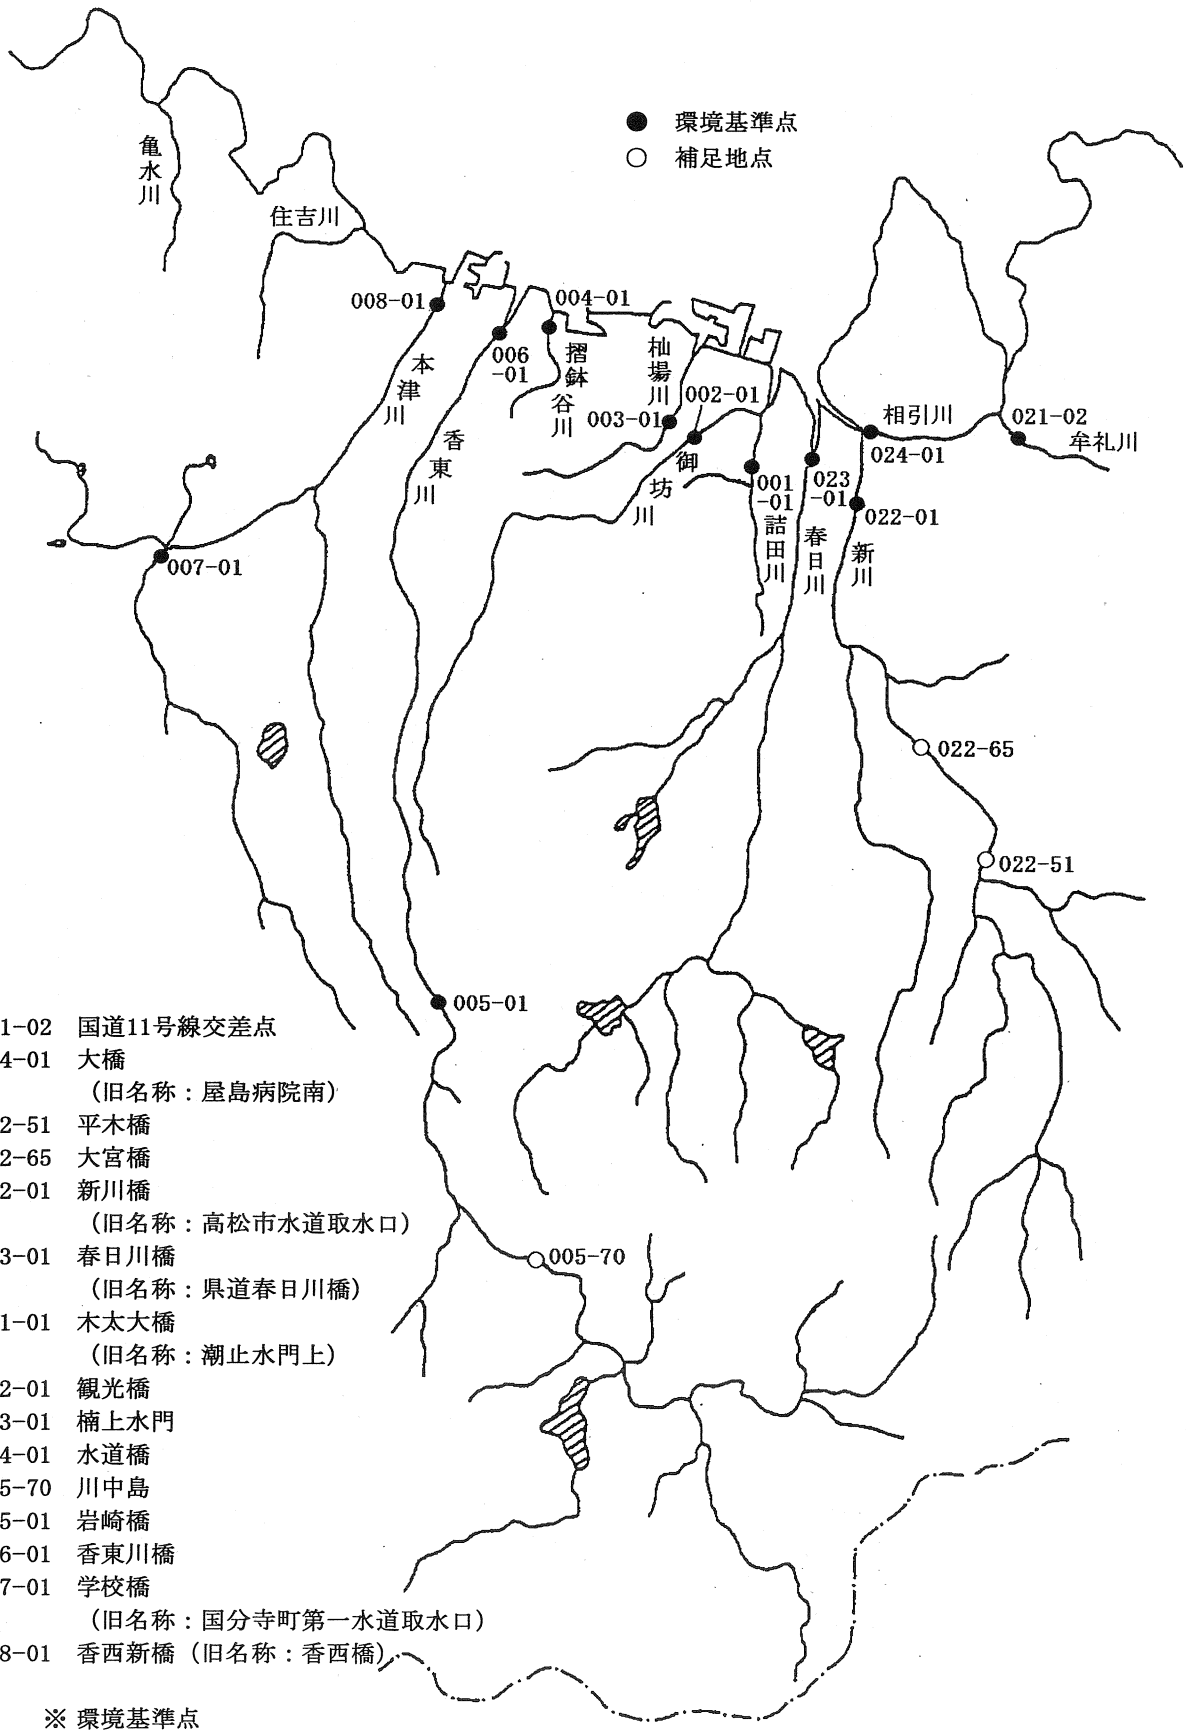 ● 環境基準点
○ 補足地点
亀水川
住吉川
008-01
004-01
006
-01
本津川
摺鉢谷川
杣場川
002-01
003-01
香東川
御坊川
相引川
021-02
牟礼川
024-01
001
-01
023
-01
022-01
詰田川
春日川
新川
007-01
022-65
022-51
005-01
005-70
1-02 国道11号線交差点
4-01 大橋
(旧名称：屋島病院南)
2-51 平木橋
2-65 大宮橋
2-01 新川橋
(旧名称：高松市水道取水口)
3-01 春日川橋
(旧名称：県道春日川橋)
1-01 木太大橋
(旧名称：潮止水門上)
2-01 観光橋
3-01 楠上水門
4-01 水道橋
5-70 川中島
5-01 岩崎橋
6-01 香東川橋
7-01 学校橋
(旧名称：国分寺町第一水道取水口)
8-01 香西新橋 (旧名称：香西橋)
※ 環境基準点